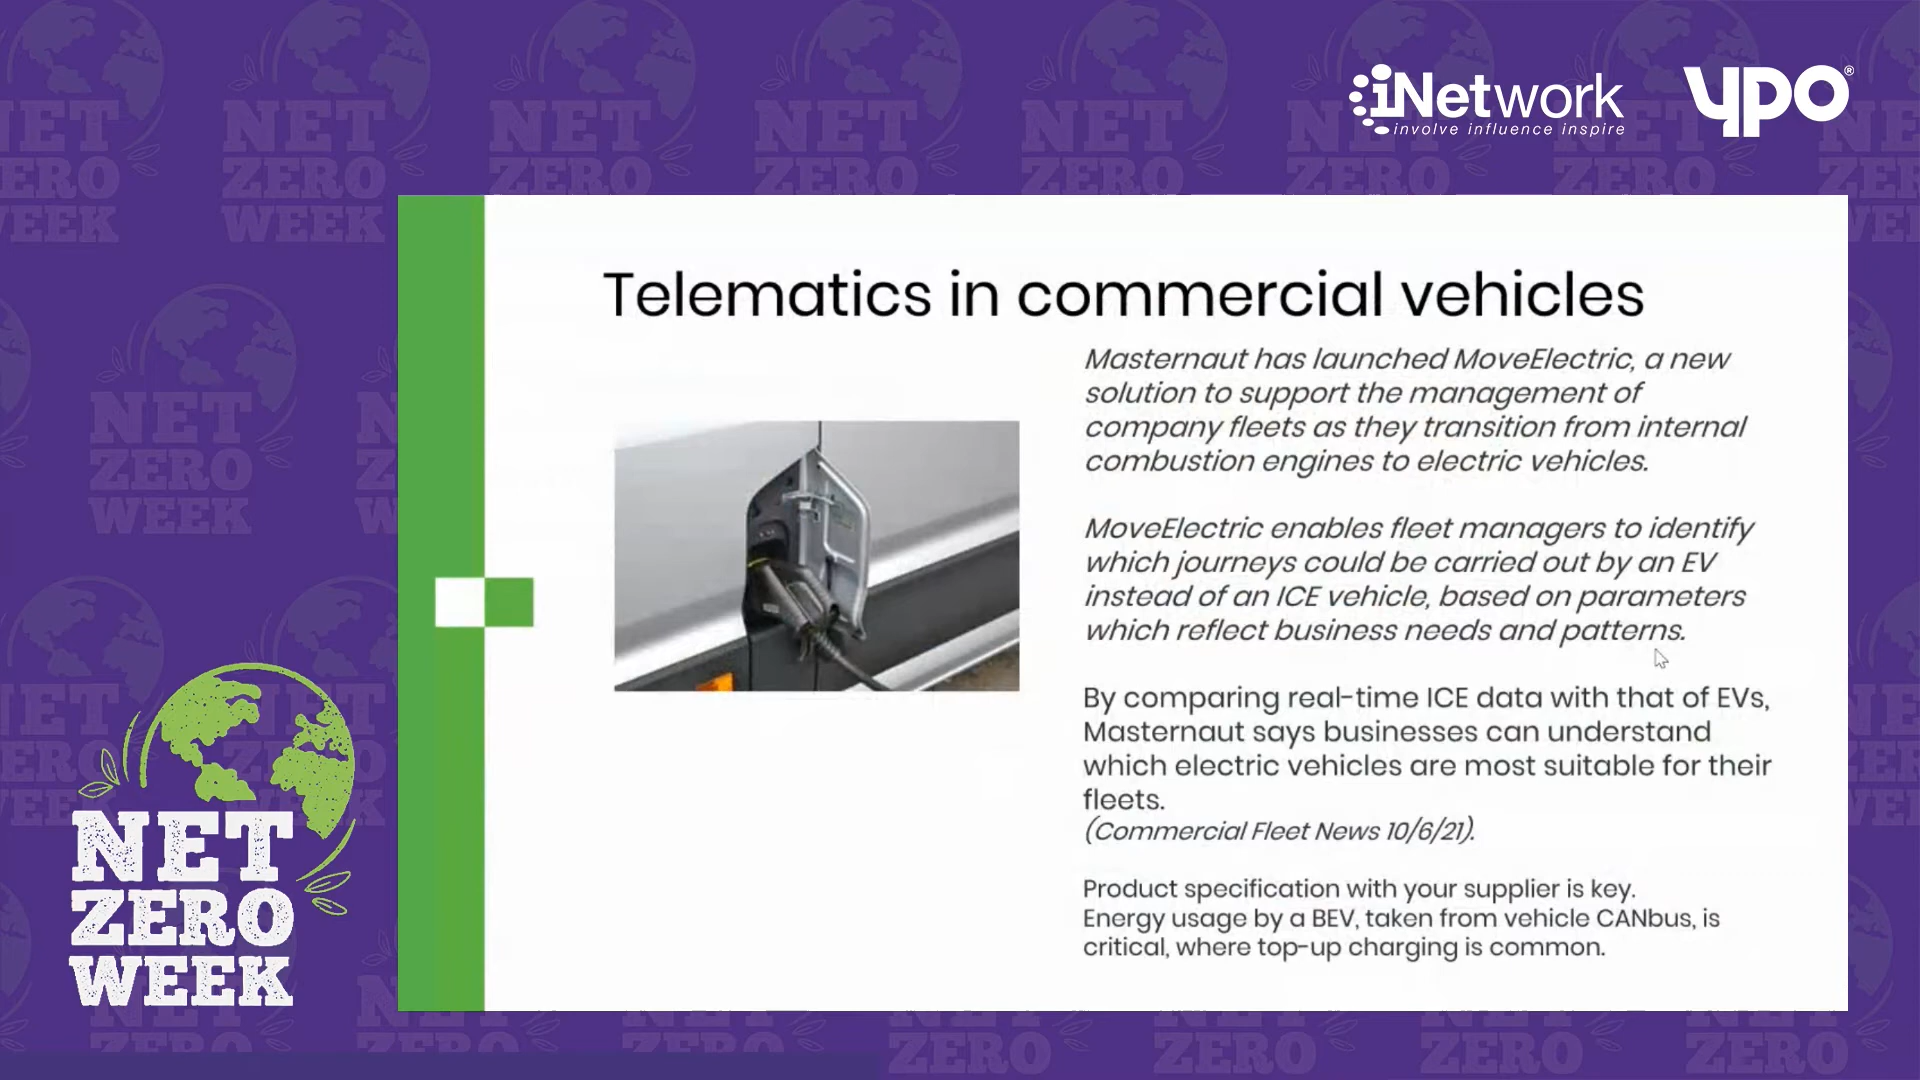 iNetwork
involve influence inspire
YPO®
Telematics in commercial vehicles
Masternaut has launched MoveElectric, a new
solution to support the management of
company fleets as they transition from internal
combustion engines to electric vehicles.
MoveElectric enables fleet managers to identify
which journeys could be carried out by an EV
instead of an ICE vehicle, based on parameters
which reflect business needs and patterns.
By comparing real-time ICE data with that of EVs,
Masternaut says businesses can understand
which electric vehicles are most suitable for their
fleets.
(Commercial Fleet News 10/6/21).
Product specification with your supplier is key.
Energy usage by a BEV, taken from vehicle CANbus, is
critical, where top-up charging is common.
NET
ZERO
WEEK